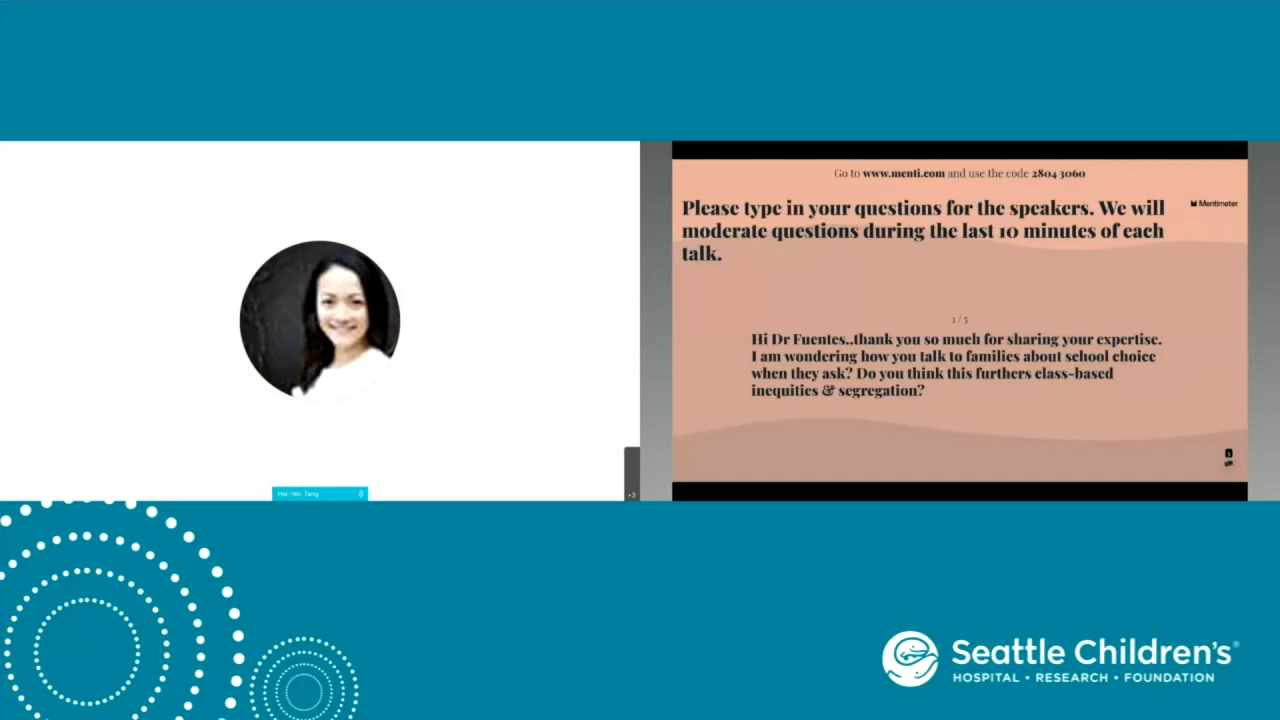 Go to www.menti.com and use the code 2804 3060
Please type in your questions for the speakers. We will
moderate questions during the last 10 minutes of each
talk.
Mentimeter
1 / 5
Hi Dr Fuentes..thank you so much for sharing your expertise.
I am wondering how you talk to families about school choice
when they ask? Do you think this furthers class-based
inequities & segregation?
+3
Seattle Children's®
HOSPITAL • RESEARCH • FOUNDATION